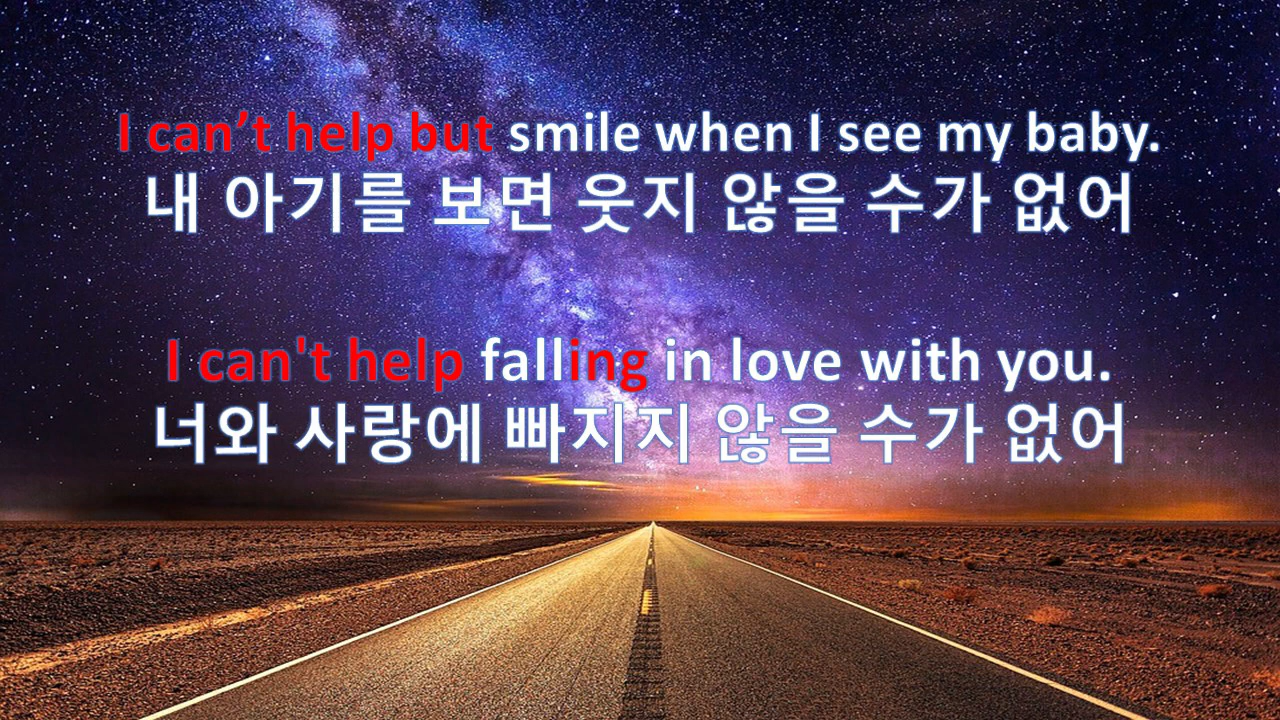 I can’t help but smile when I see my baby.
내 아기를 보면 웃지 않을 수가 없어
I can't help falling in love with you.
너와 사랑에 빠지지 않을 수가 없어